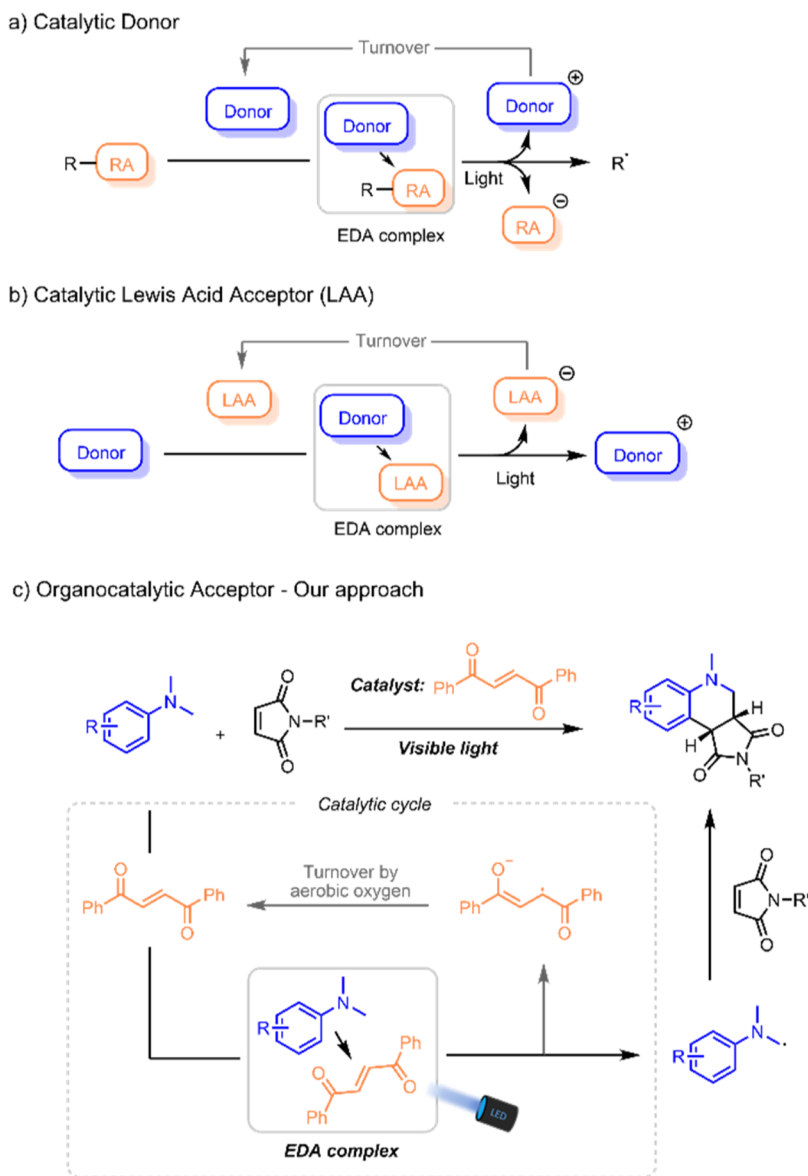 a) Catalytic Donor
Turnover
Donor
Donor
Donor
⊕
R
RA
R
RA
Light
R•
⊖
RA
EDA complex
b) Catalytic Lewis Acid Acceptor (LAA)
Turnover
LAA
LAA
⊖
Donor
Donor
LAA
Light
Donor
⊕
EDA complex
c) Organocatalytic Acceptor - Our approach
R
N
+
O
N-R'
O
Catalyst:
Ph
O
O
Ph
Visible light
R
N
H
H
O
O
N
R'
Catalytic cycle
Ph
O
O
Ph
Turnover by
aerobic oxygen
O⁻
Ph
O
Ph
O
N-R'
O
R
N
Ph
O
O
Ph
EDA complex
LED
R
N